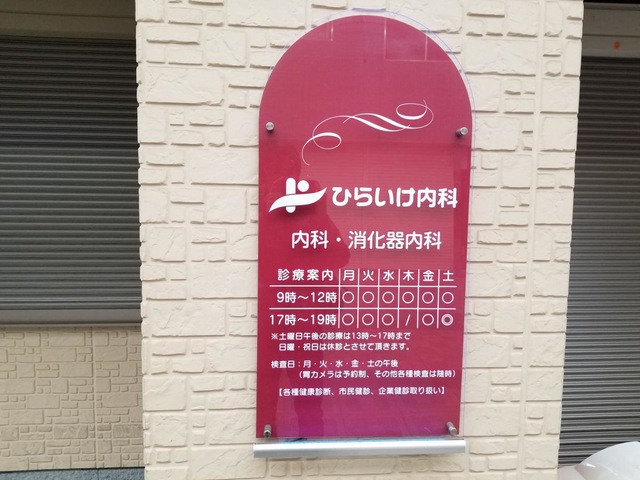 ひらいけ内科
内科・消化器内科
診療案内 月 火 水 木 金 土
9時〜12時 ○ ○ ○ ○ ○ ○
17時〜19時 ○ ○ ○ / ○ ◎
※土曜日午後の診療は13時〜17時まで
日曜・祝日は休診とさせて頂きます。
検査日：月・火・水・金・土の午後
（胃カメラは予約制、その他各種検査は随時）
【各種健康診断、市民健診、企業健診取り扱い】